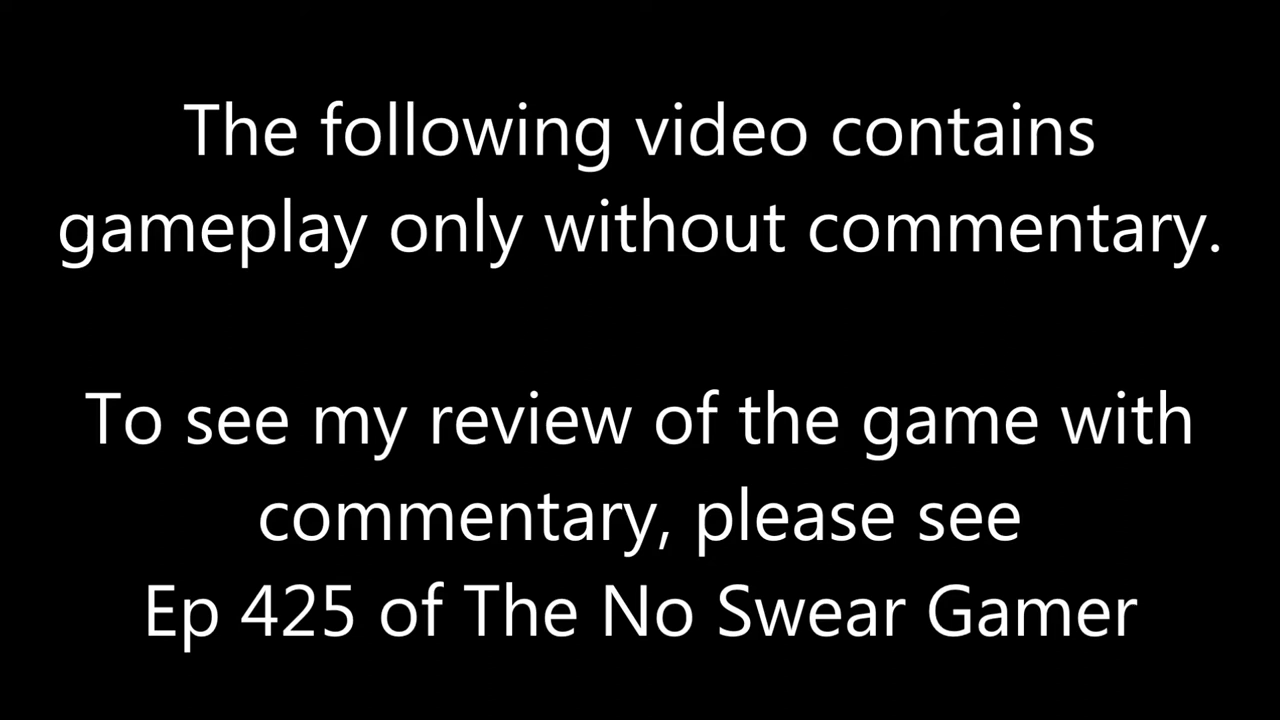 The following video contains
gameplay only without commentary.
To see my review of the game with
commentary, please see
Ep 425 of The No Swear Gamer